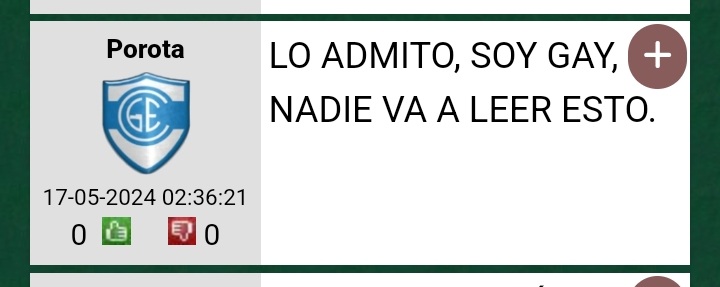 Porota
GE
17-05-2024 02:36:21
0 0
LO ADMITO, SOY GAY,
NADIE VA A LEER ESTO.